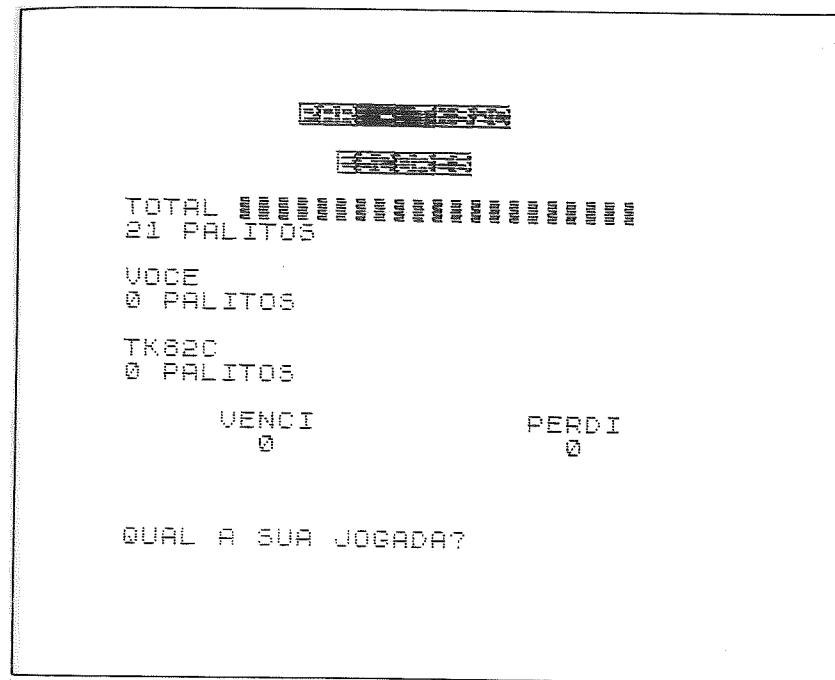 TOTAL
21 PALITOS
VOCE
0 PALITOS
TK82C
0 PALITOS
VENCI PERDI
0 0
QUAL A SUA JOGADA?